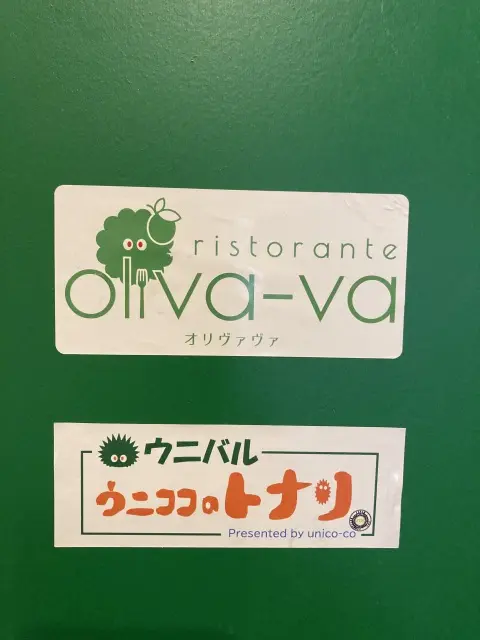 ristorante
oliva-va
オリヴァヴァ
ウニバル
ウニココのトナリ
Presented by unico-co